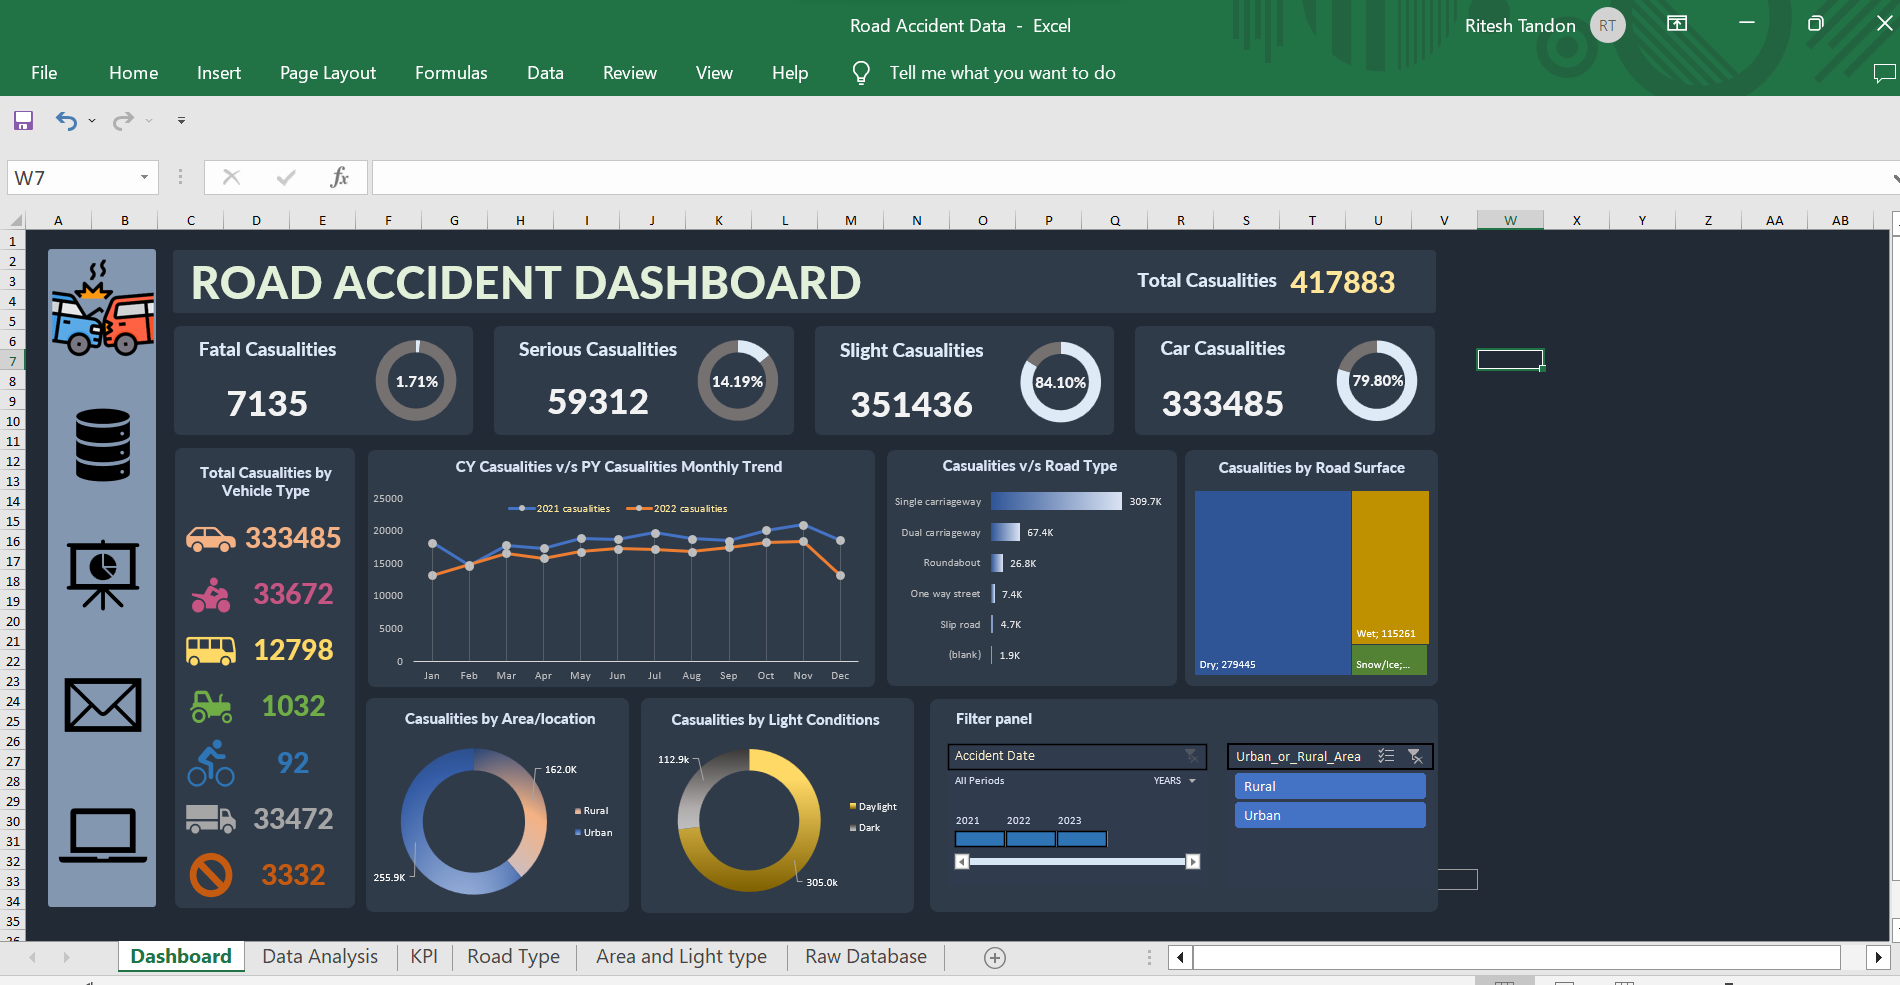 Road Accident Data - Excel
Ritesh Tandon
RT
File Home Insert Page Layout Formulas Data Review View Help Tell me what you want to do
W7
fx
A B C D E F G H I J K L M N O P Q R S T U V W X Y Z AA AB
1
2
3
4
5
6
7
8
9
10
11
12
13
14
15
16
17
18
19
20
21
22
23
24
25
26
27
28
29
30
31
32
33
34
35
36
ROAD ACCIDENT DASHBOARD
Total Casualities 417883
Fatal Casualities
7135
1.71%
Serious Casualities
59312
14.19%
Slight Casualities
351436
84.10%
Car Casualities
333485
79.80%
Total Casualities by
Vehicle Type
333485
33672
12798
1032
92
33472
3332
CY Casualities v/s PY Casualities Monthly Trend
2021 casualities 2022 casualities
25000
20000
15000
10000
5000
0
Jan Feb Mar Apr May Jun Jul Aug Sep Oct Nov Dec
Casualities v/s Road Type
Single carriageway 309.7K
Dual carriageway 67.4K
Roundabout 26.8K
One way street 7.4K
Slip road 4.7K
(blank) 1.9K
Casualities by Road Surface
Dry; 279445
Wet; 115261
Snow/Ice;...
Casualities by Area/location
162.0K
255.9K
Rural
Urban
Casualities by Light Conditions
112.9k
305.0k
Daylight
Dark
Filter panel
Accident Date
All Periods YEARS
2021 2022 2023
Urban_or_Rural_Area
Rural
Urban
Dashboard Data Analysis KPI Road Type Area and Light type Raw Database